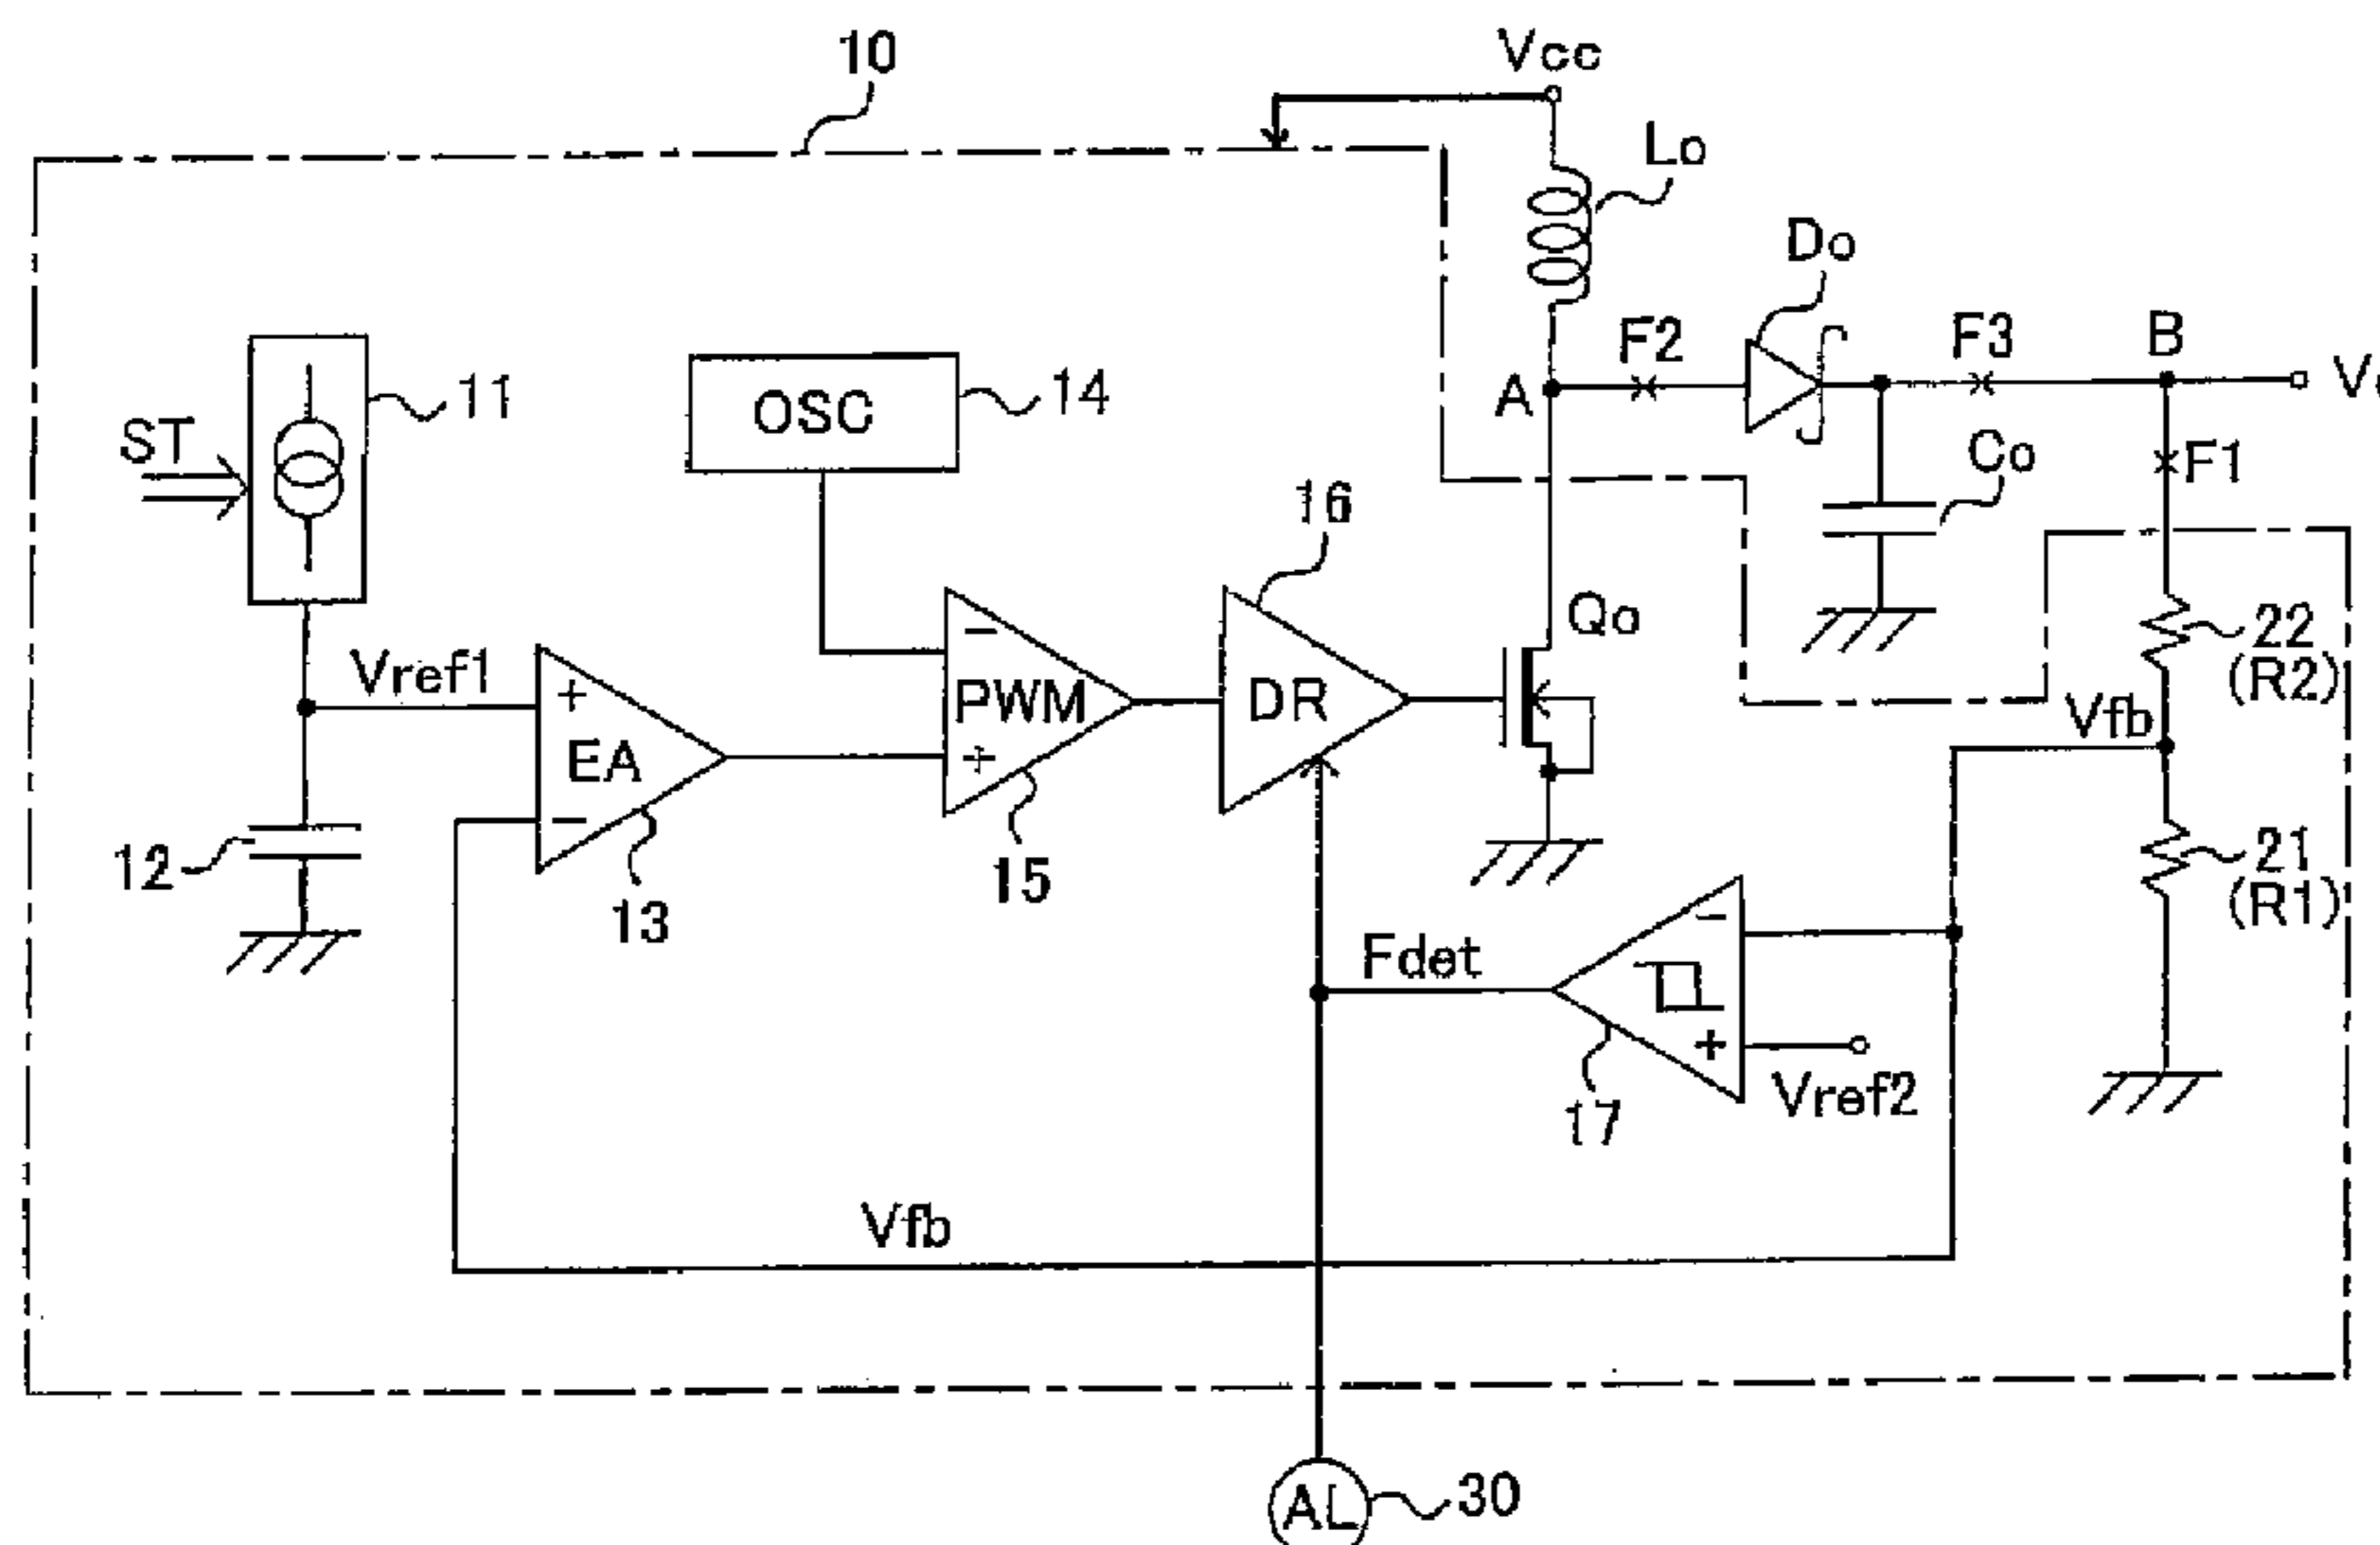 10
Vcc
Lo
Do
F2
F3
B
A
F1
Co
ST
11
OSC
14
16
Qo
22
(R2)
Vref1
+
EA
−
PWM
−
+
DR
Vfb
12
13
15
21
(R1)
Fdet
−
+
17
Vref2
Vfb
AL
30